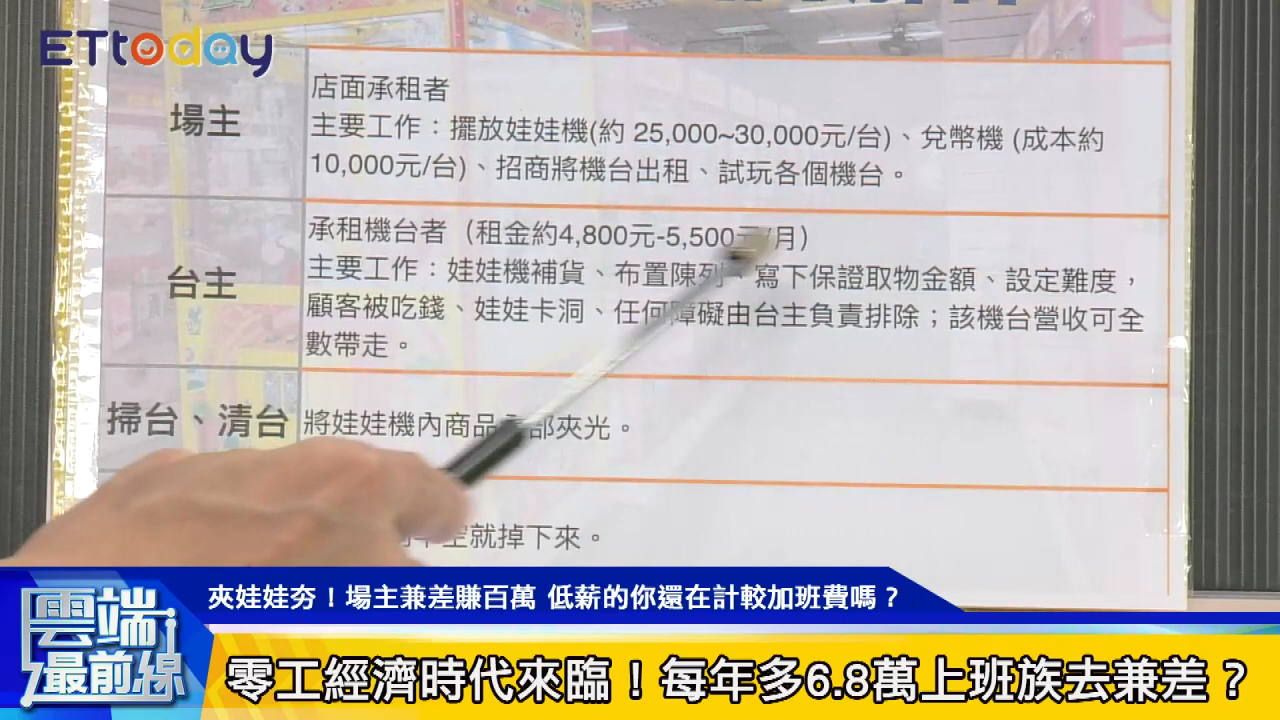 ETtoday
場主
店面承租者
主要工作：擺放娃娃機(約 25,000~30,000元/台)、兌幣機 (成本約
10,000元/台)、招商將機台出租、試玩各個機台。
台主
承租機台者（租金約4,800元-5,500元/月）
主要工作：娃娃機補貨、布置陳列、寫下保證取物金額、設定難度，
顧客被吃錢、娃娃卡洞、任何障礙由台主負責排除；該機台營收可全
數帶走。
掃台、清台
將娃娃機內商品全部夾光。
就掉下來。
雲端
最前線
夾娃娃夯！場主兼差賺百萬 低薪的你還在計較加班費嗎？
零工經濟時代來臨！每年多6.8萬上班族去兼差？